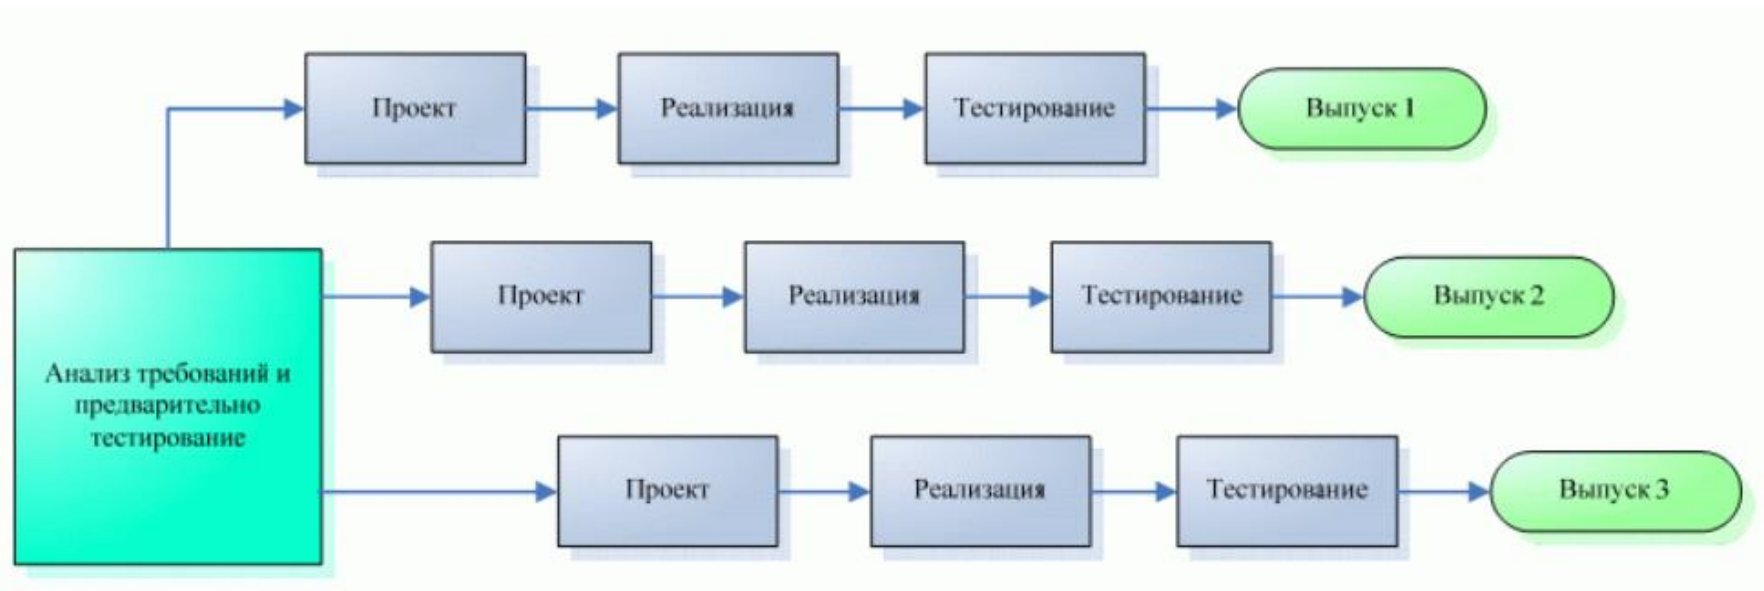 Проект
Реализация
Тестирование
Выпуск 1
Проект
Реализация
Тестирование
Выпуск 2
Анализ требований и
предварительно
тестирование
Проект
Реализация
Тестирование
Выпуск 3